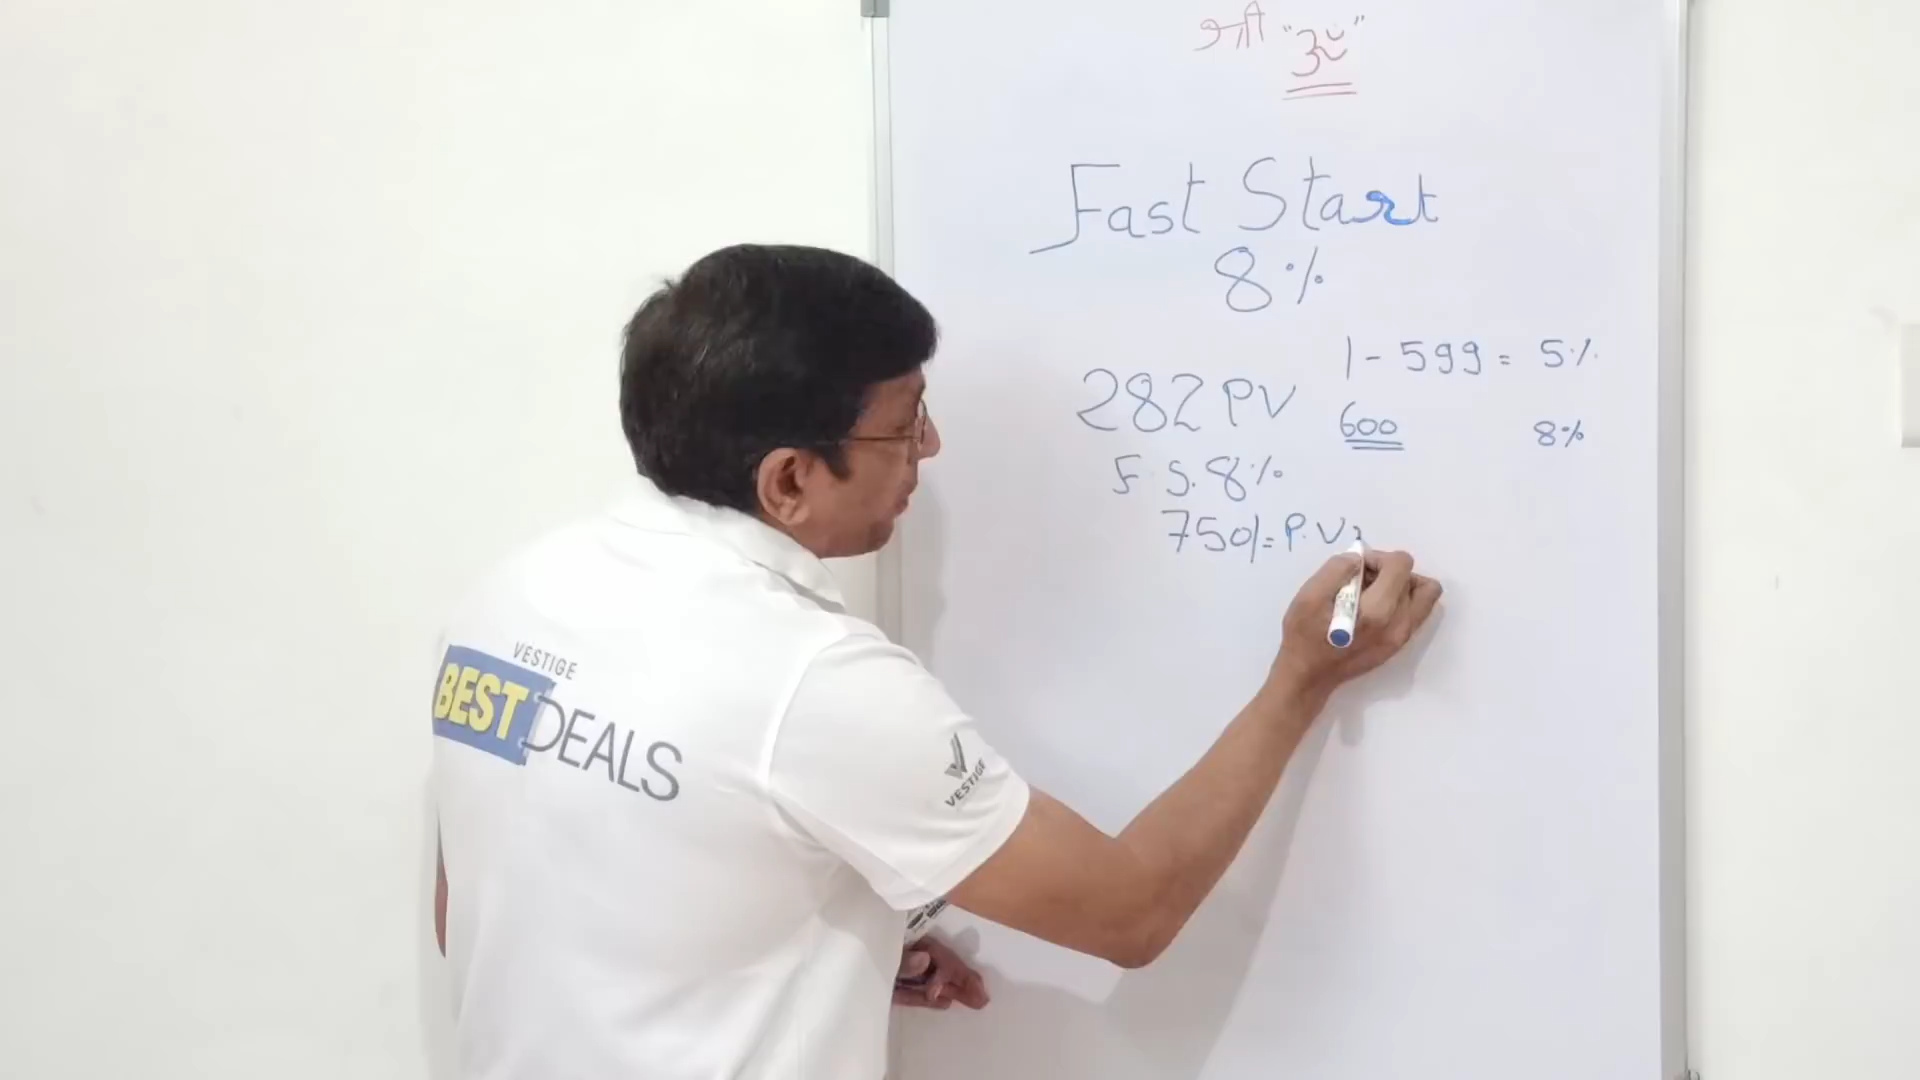 श्री "ॐ"
Fast Start
8%
1 - 599 = 5%
282 PV
600 8%
F.S. 8%
750/= P.V.
VESTIGE
BEST DEALS
VESTIGE